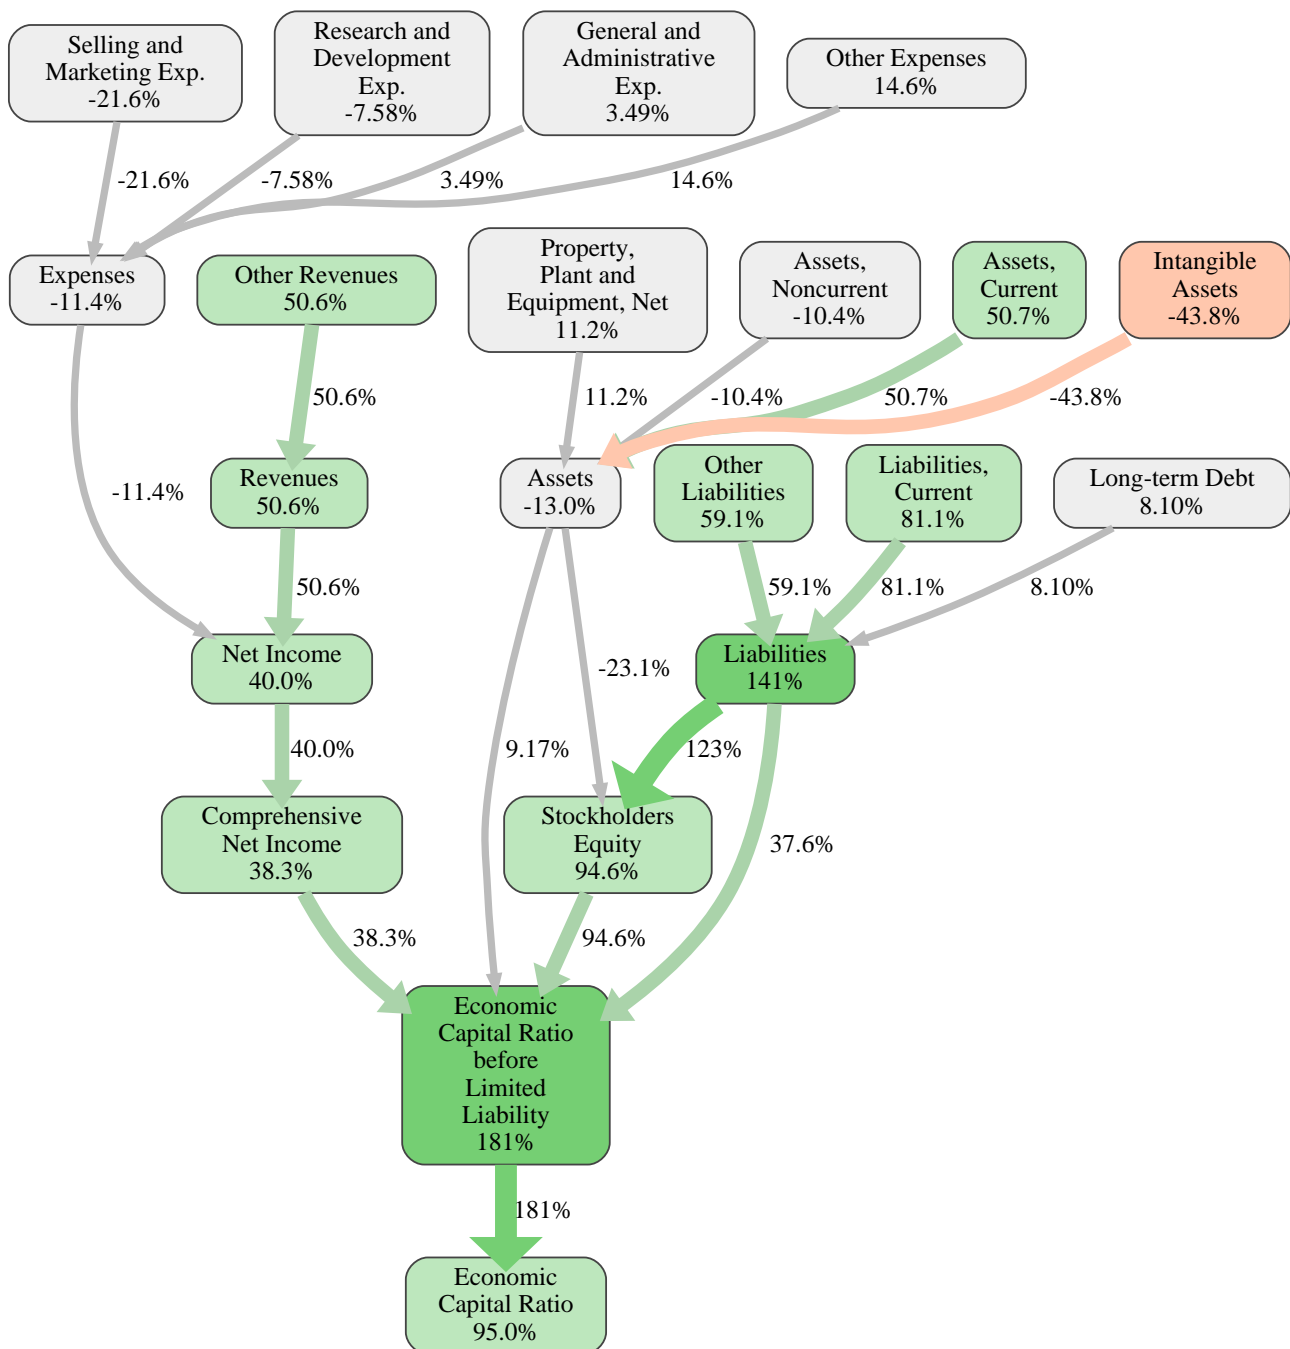 Selling and
Marketing Exp.
-21.6%
Research and
Development
Exp.
-7.58%
General and
Administrative
Exp.
3.49%
Other Expenses
14.6%
-21.6%
-7.58%
3.49%
14.6%
Expenses
-11.4%
Other Revenues
50.6%
Property,
Plant and
Equipment, Net
11.2%
Assets,
Noncurrent
-10.4%
Assets,
Current
50.7%
Intangible
Assets
-43.8%
50.6%
11.2%
-10.4%
50.7%
-43.8%
-11.4%
Revenues
50.6%
Assets
-13.0%
Other
Liabilities
59.1%
Liabilities,
Current
81.1%
Long-term Debt
8.10%
50.6%
59.1%
81.1%
8.10%
Net Income
40.0%
-23.1%
Liabilities
141%
40.0%
9.17%
123%
Comprehensive
Net Income
38.3%
Stockholders
Equity
94.6%
37.6%
38.3%
94.6%
Economic
Capital Ratio
before
Limited
Liability
181%
181%
Economic
Capital Ratio
95.0%